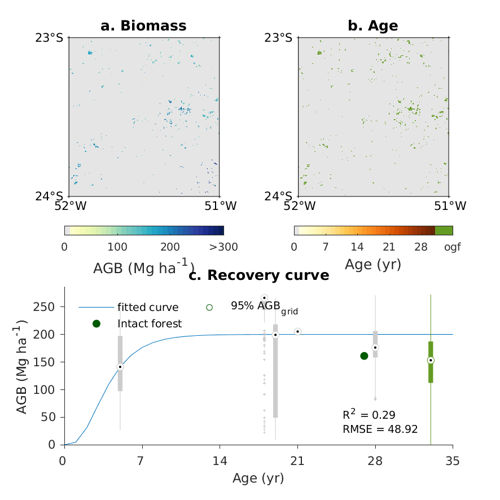 a. Biomass
b. Age
23°S
23°S
24°S
24°S
52°W
51°W
52°W
51°W
0
100
200
>300
0
7
14
21
28
ogf
AGB (Mg ha⁻¹)
Age (yr)
c. Recovery curve
fitted curve
95% AGB_grid
Intact forest
AGB (Mg ha⁻¹)
250
200
150
100
50
0
R² = 0.29
RMSE = 48.92
0
7
14
21
28
35
Age (yr)